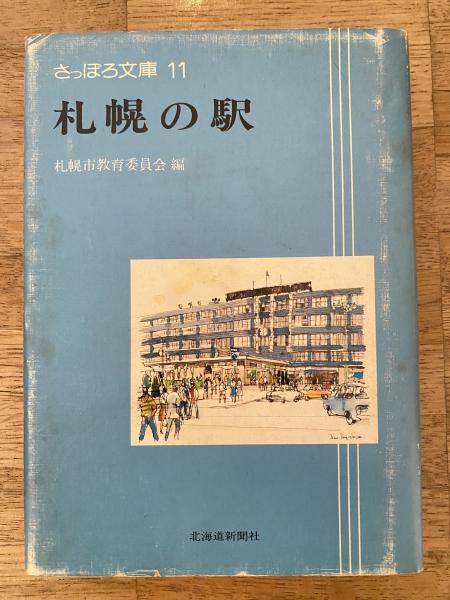 さっぽろ文庫 11
札幌の駅
札幌市教育委員会 編
北海道新聞社